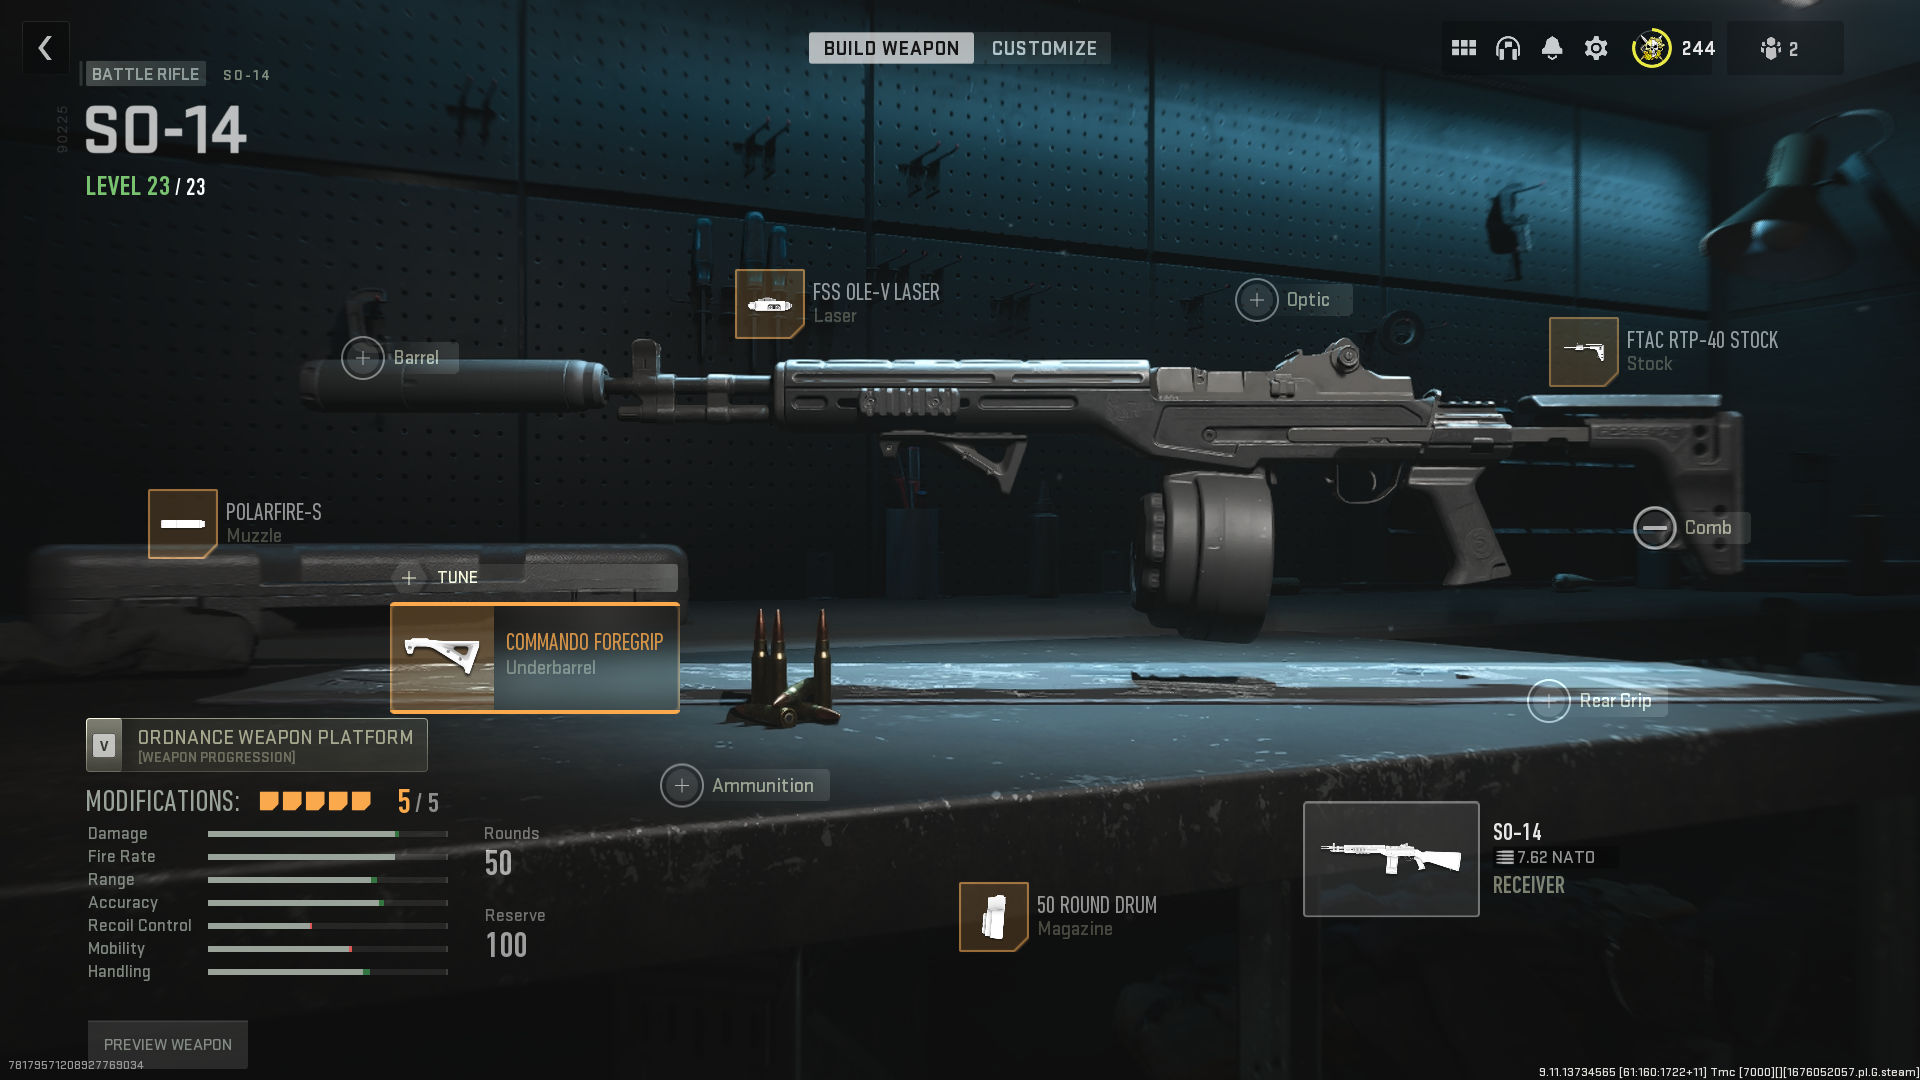 BUILD WEAPON
CUSTOMIZE
244
2
BATTLE RIFLE
SO-14
90225
SO-14
LEVEL 23 / 23
FSS OLE-V LASER
Laser
Optic
FTAC RTP-40 STOCK
Stock
Barrel
POLARFIRE-S
Muzzle
Comb
TUNE
COMMANDO FOREGRIP
Underbarrel
Rear Grip
V
ORDNANCE WEAPON PLATFORM
[WEAPON PROGRESSION]
Ammunition
MODIFICATIONS: 5 / 5
Damage
Fire Rate
Range
Accuracy
Recoil Control
Mobility
Handling
Rounds
50
Reserve
100
SO-14
7.62 NATO
RECEIVER
50 ROUND DRUM
Magazine
PREVIEW WEAPON
78179571208927769034
9.11.13734565 [61:160:1722+11] Tmc [7000][][1676052057.pl.G.steam]